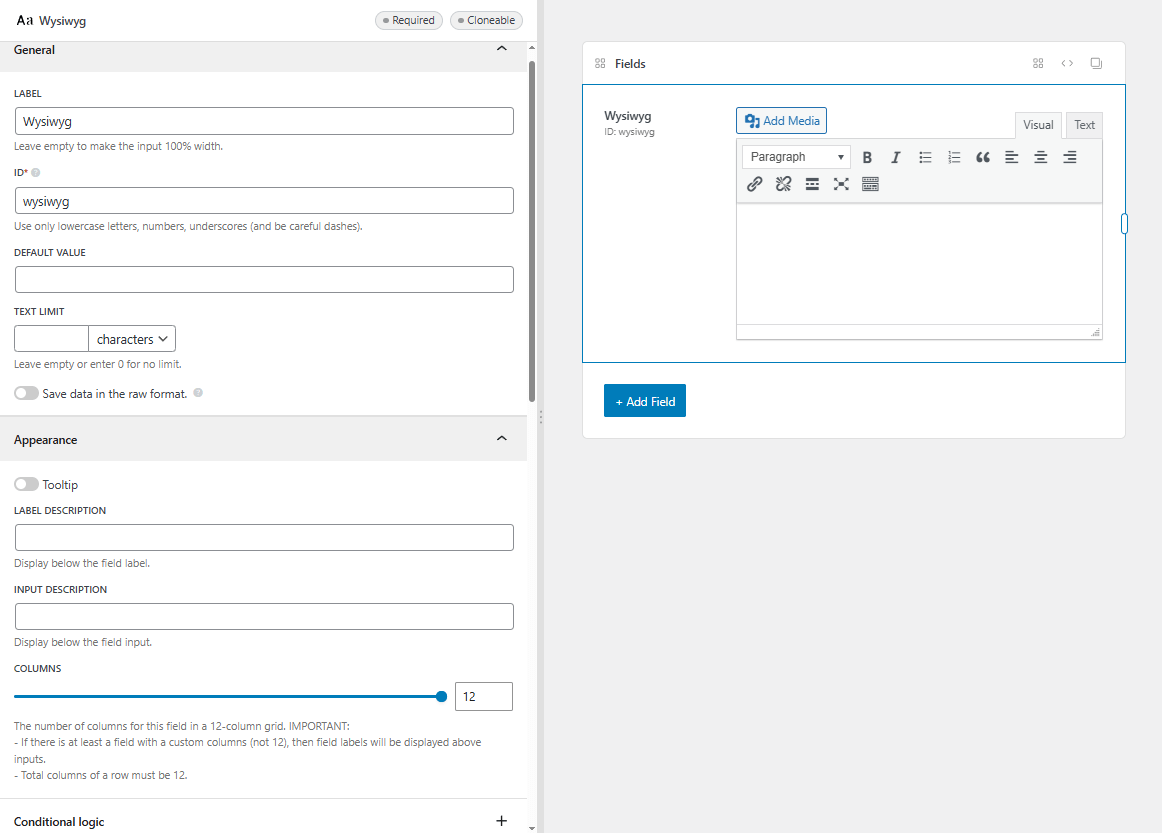 Aa Wysiwyg
Required
Cloneable
General
LABEL
Wysiwyg
Leave empty to make the input 100% width.
ID* ?
wysiwyg
Use only lowercase letters, numbers, underscores (and be careful dashes).
DEFAULT VALUE
TEXT LIMIT
characters
Leave empty or enter 0 for no limit.
Save data in the raw format. ?
Appearance
Tooltip
LABEL DESCRIPTION
Display below the field label.
INPUT DESCRIPTION
Display below the field input.
COLUMNS
12
The number of columns for this field in a 12-column grid. IMPORTANT:
- If there is at least a field with a custom columns (not 12), then field labels will be displayed above
inputs.
- Total columns of a row must be 12.
Conditional logic
Fields
Wysiwyg
ID: wysiwyg
Add Media
Visual
Text
Paragraph
B I
+ Add Field